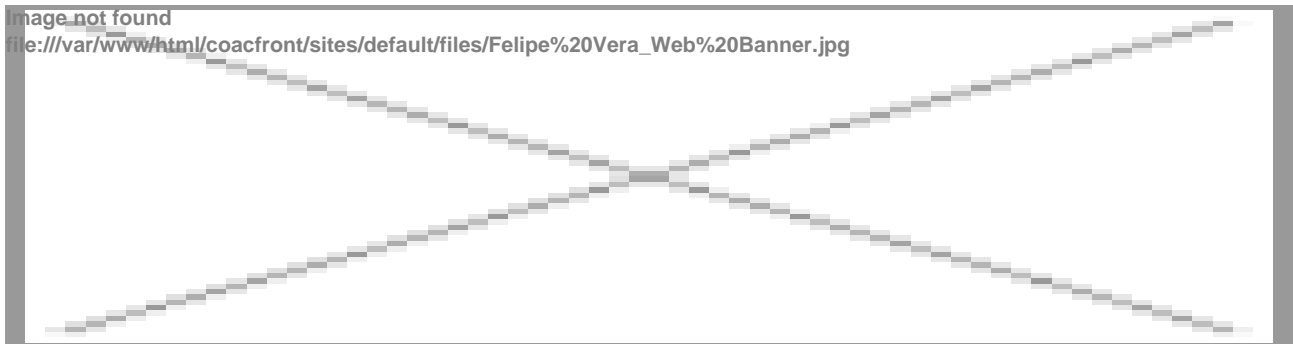 Image not found
file:///var/www/html/coacfront/sites/default/files/Felipe%20Vera_Web%20Banner.jpg